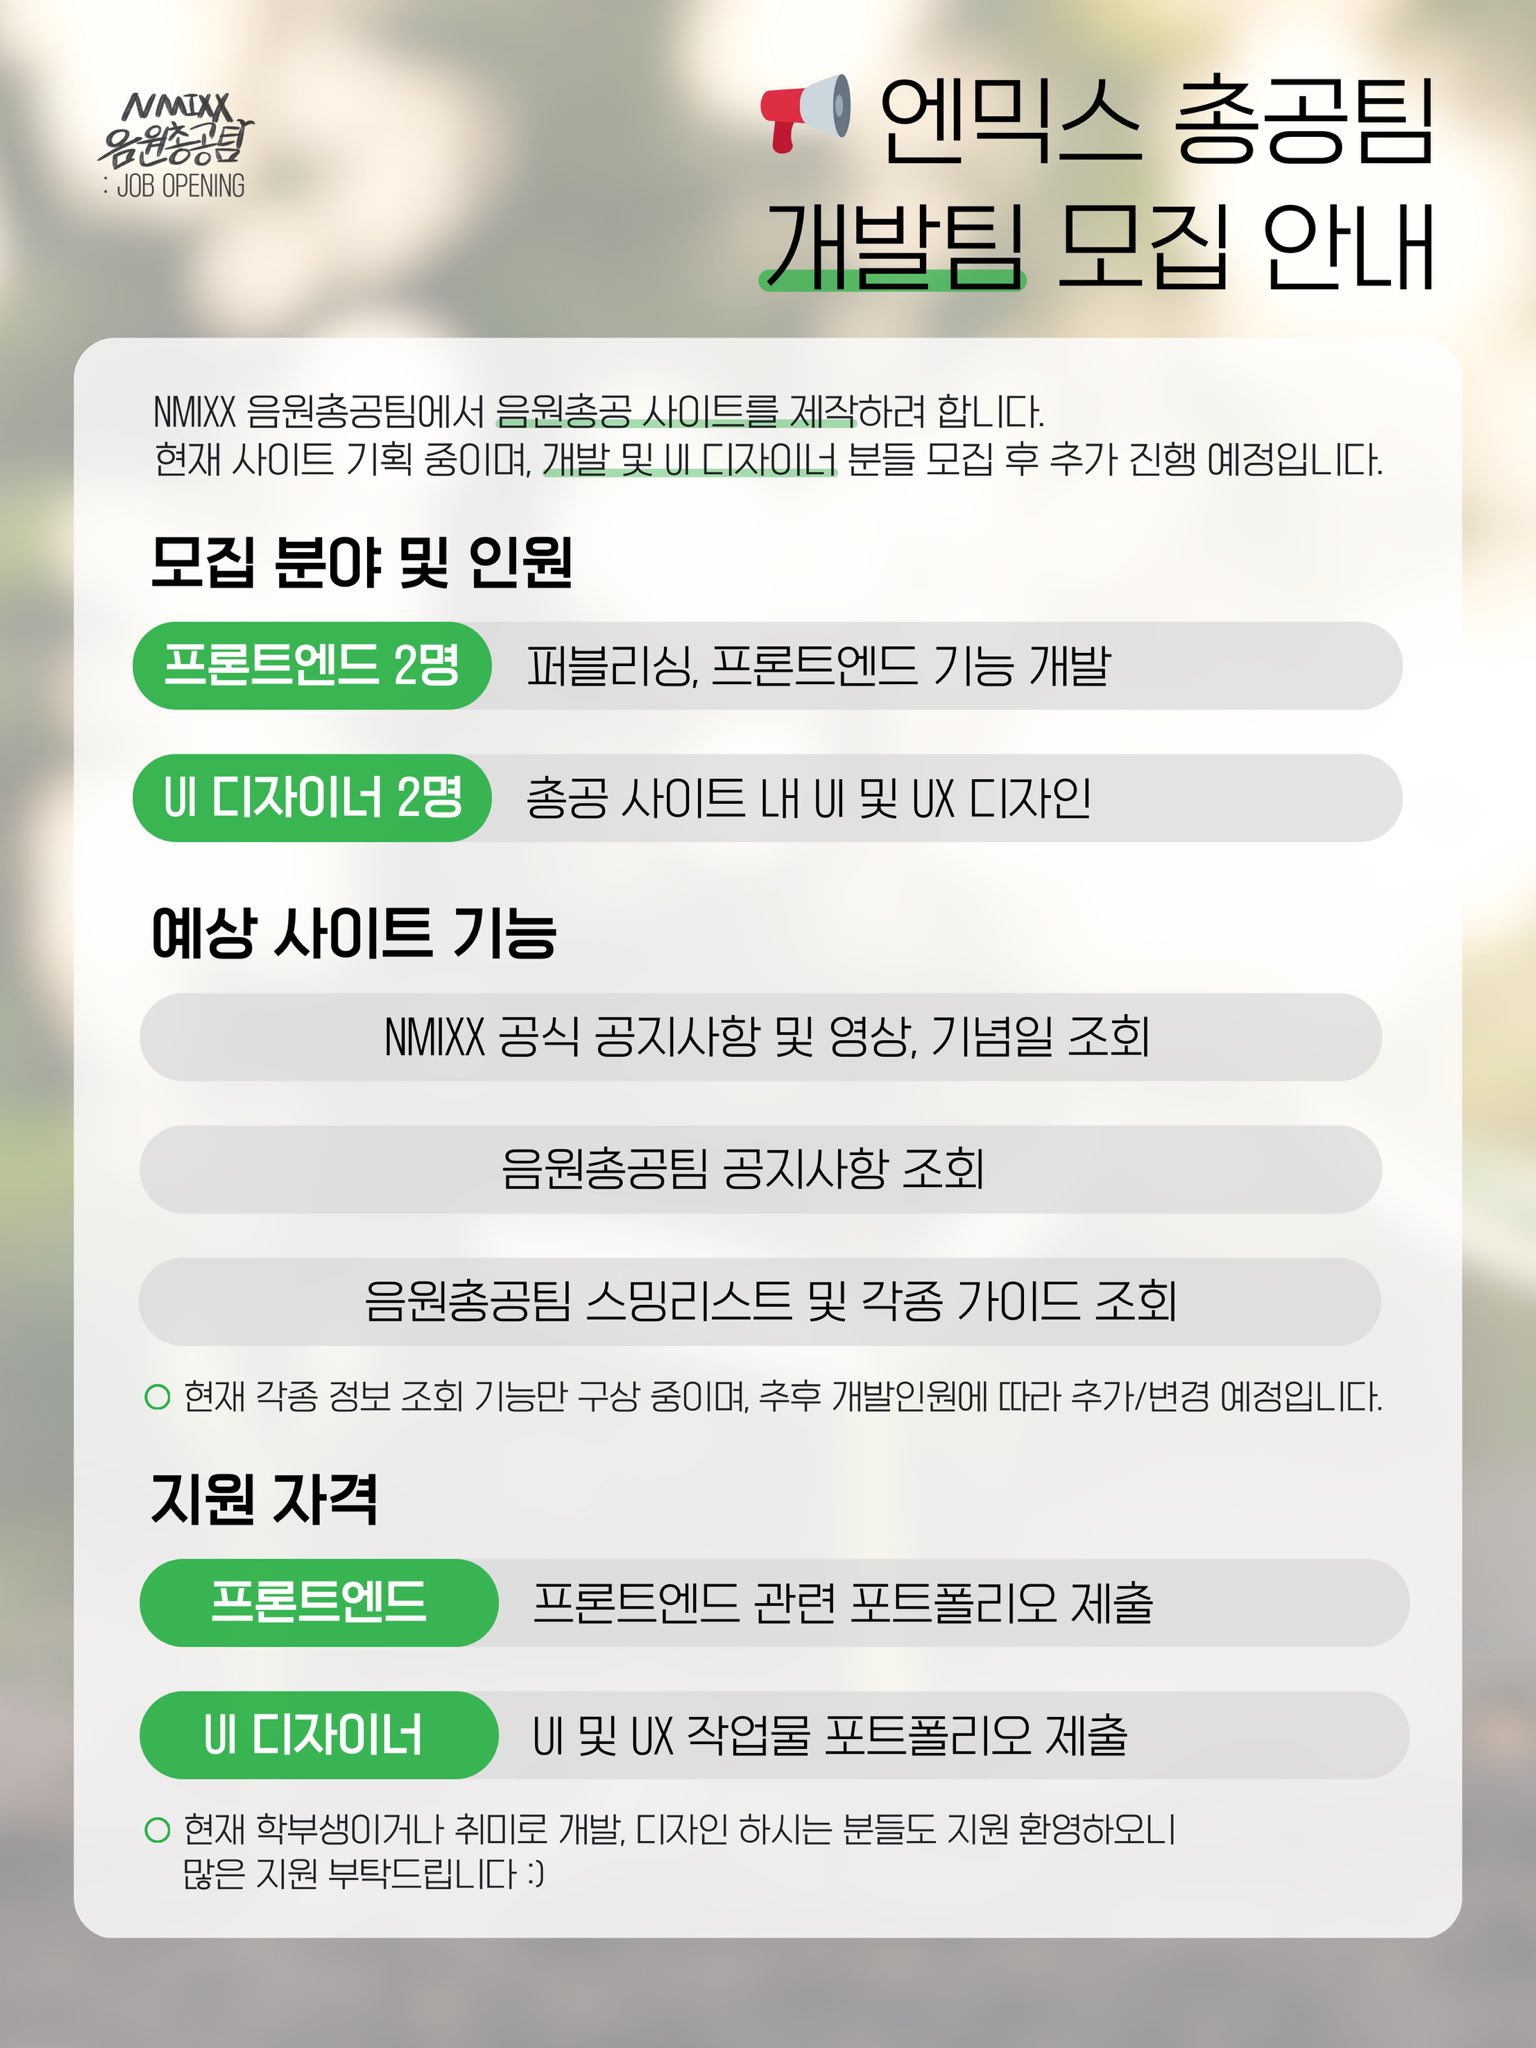 NMIXX
음원총공팀
: JOB OPENING
엔믹스 총공팀
개발팀 모집 안내
NMIXX 음원총공팀에서 음원총공 사이트를 제작하려 합니다.
현재 사이트 기획 중이며, 개발 및 UI 디자이너 분들 모집 후 추가 진행 예정입니다.
모집 분야 및 인원
프론트엔드 2명 퍼블리싱, 프론트엔드 기능 개발
UI 디자이너 2명 총공 사이트 내 UI 및 UX 디자인
예상 사이트 기능
NMIXX 공식 공지사항 및 영상, 기념일 조회
음원총공팀 공지사항 조회
음원총공팀 스밍리스트 및 각종 가이드 조회
현재 각종 정보 조회 기능만 구상 중이며, 추후 개발인원에 따라 추가/변경 예정입니다.
지원 자격
프론트엔드 프론트엔드 관련 포트폴리오 제출
UI 디자이너 UI 및 UX 작업물 포트폴리오 제출
현재 학부생이거나 취미로 개발, 디자인 하시는 분들도 지원 환영하오니
많은 지원 부탁드립니다 :)